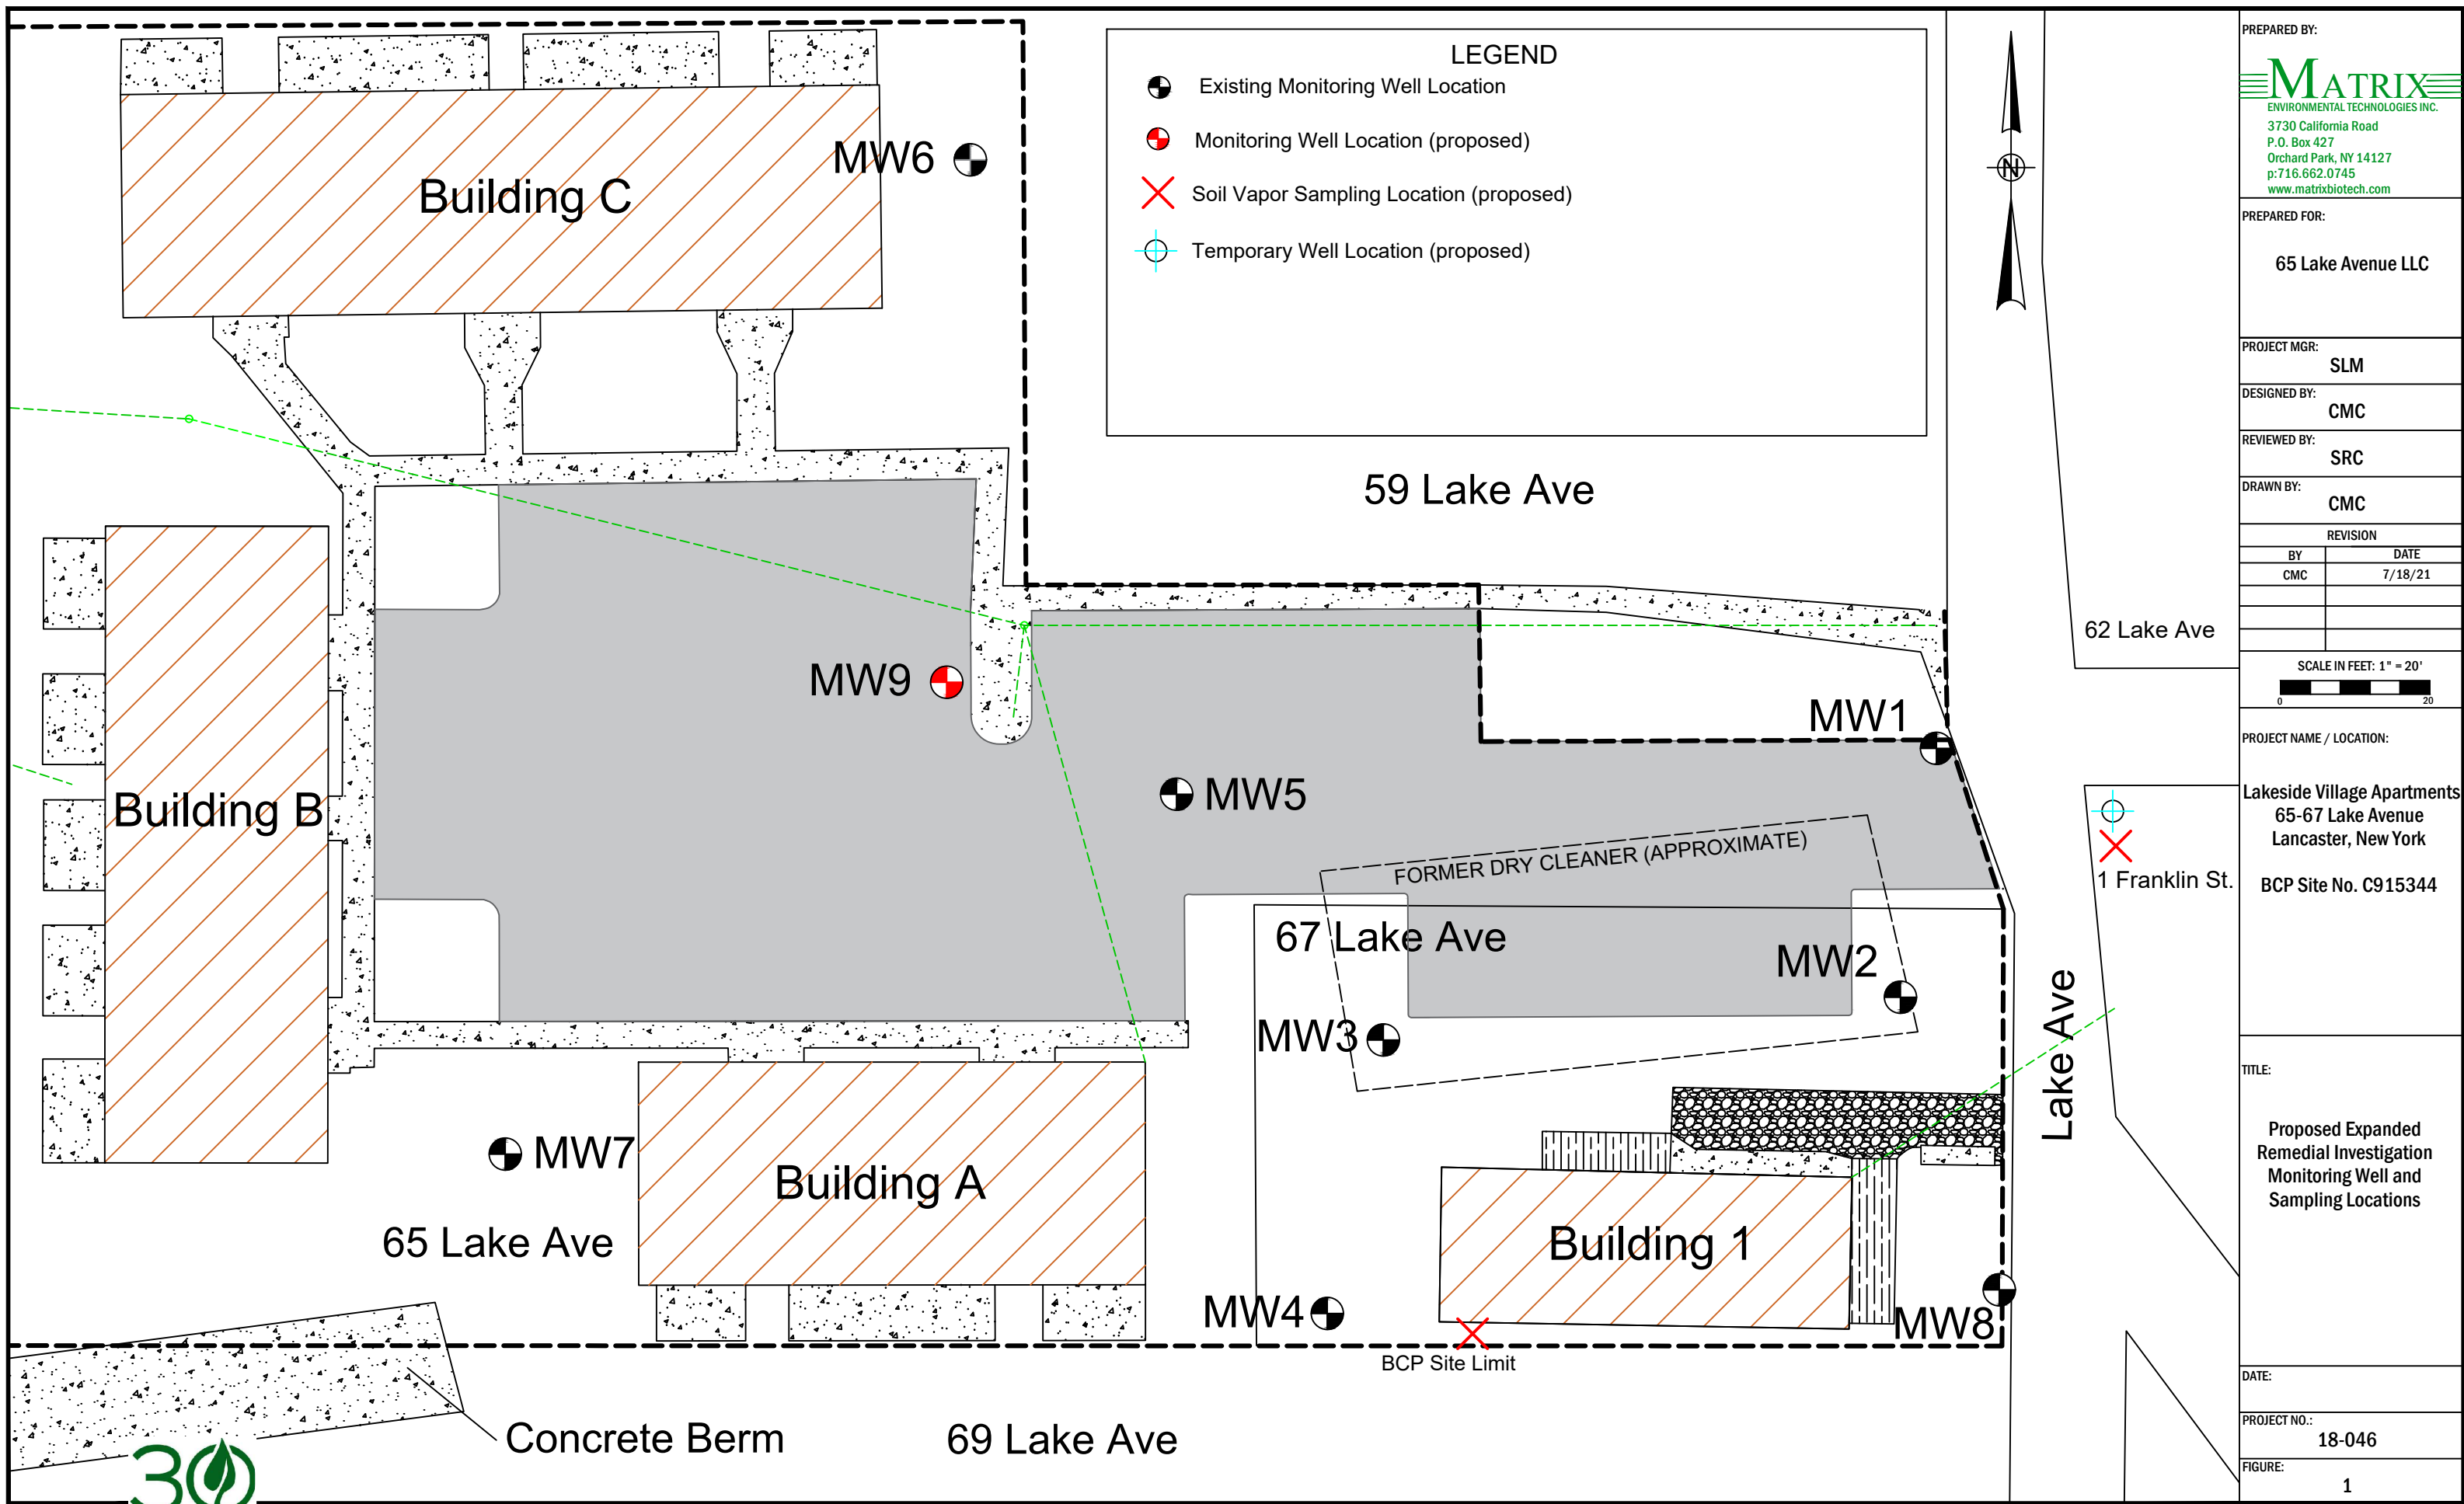 LEGEND
Existing Monitoring Well Location
Monitoring Well Location (proposed)
Soil Vapor Sampling Location (proposed)
Temporary Well Location (proposed)
N
MW6
Building C
59 Lake Ave
62 Lake Ave
MW9
MW1
MW5
Building B
FORMER DRY CLEANER (APPROXIMATE)
1 Franklin St.
67 Lake Ave
MW2
MW3
Lake Ave
MW7
Building A
65 Lake Ave
Building 1
MW4
MW8
BCP Site Limit
Concrete Berm
69 Lake Ave
30
PREPARED BY:
MATRIX
ENVIRONMENTAL TECHNOLOGIES INC.
3730 California Road
P.O. Box 427
Orchard Park, NY 14127
p:716.662.0745
www.matrixbiotech.com
PREPARED FOR:
65 Lake Avenue LLC
PROJECT MGR:
SLM
DESIGNED BY:
CMC
REVIEWED BY:
SRC
DRAWN BY:
CMC
REVISION
BY DATE
CMC 7/18/21
SCALE IN FEET: 1" = 20'
0 20
PROJECT NAME / LOCATION:
Lakeside Village Apartments
65-67 Lake Avenue
Lancaster, New York
BCP Site No. C915344
TITLE:
Proposed Expanded
Remedial Investigation
Monitoring Well and
Sampling Locations
DATE:
PROJECT NO.:
18-046
FIGURE:
1